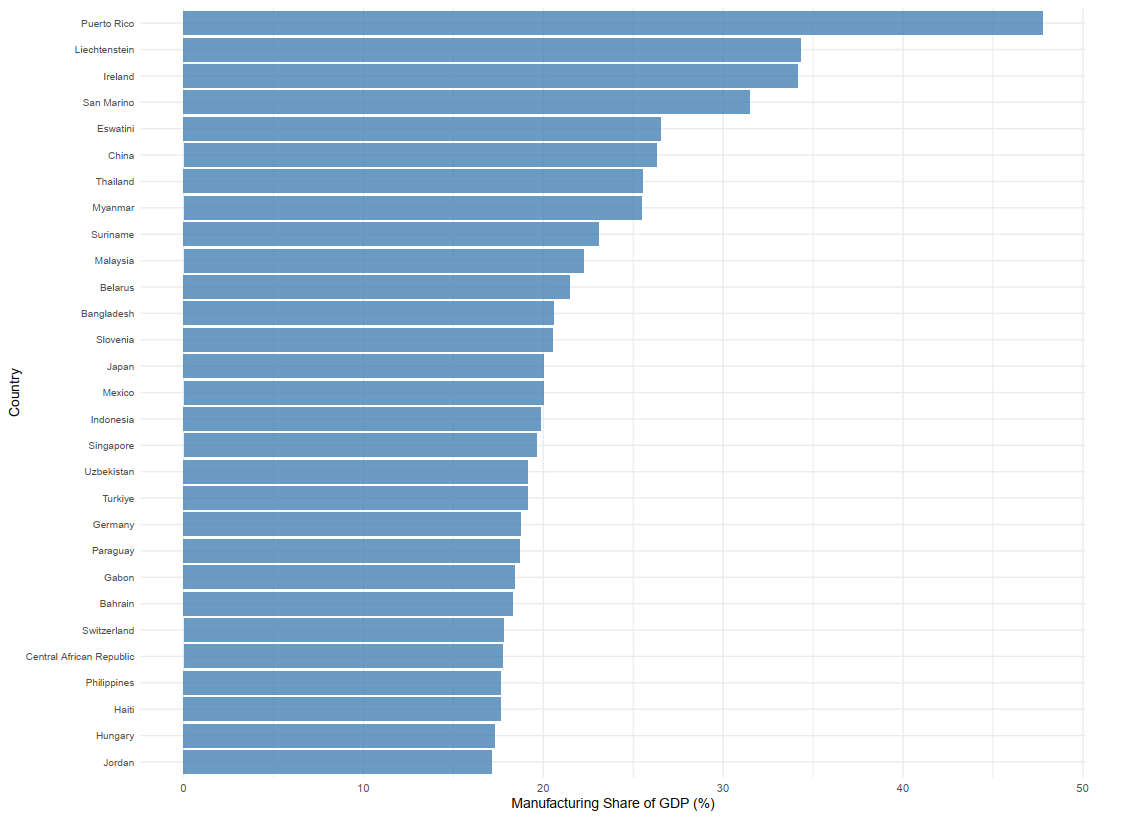 Puerto Rico
Liechtenstein
Ireland
San Marino
Eswatini
China
Thailand
Myanmar
Suriname
Malaysia
Belarus
Bangladesh
Slovenia
Japan
Mexico
Indonesia
Singapore
Uzbekistan
Turkiye
Germany
Paraguay
Gabon
Bahrain
Switzerland
Central African Republic
Philippines
Haiti
Hungary
Jordan
Country
0 10 20 30 40 50
Manufacturing Share of GDP (%)